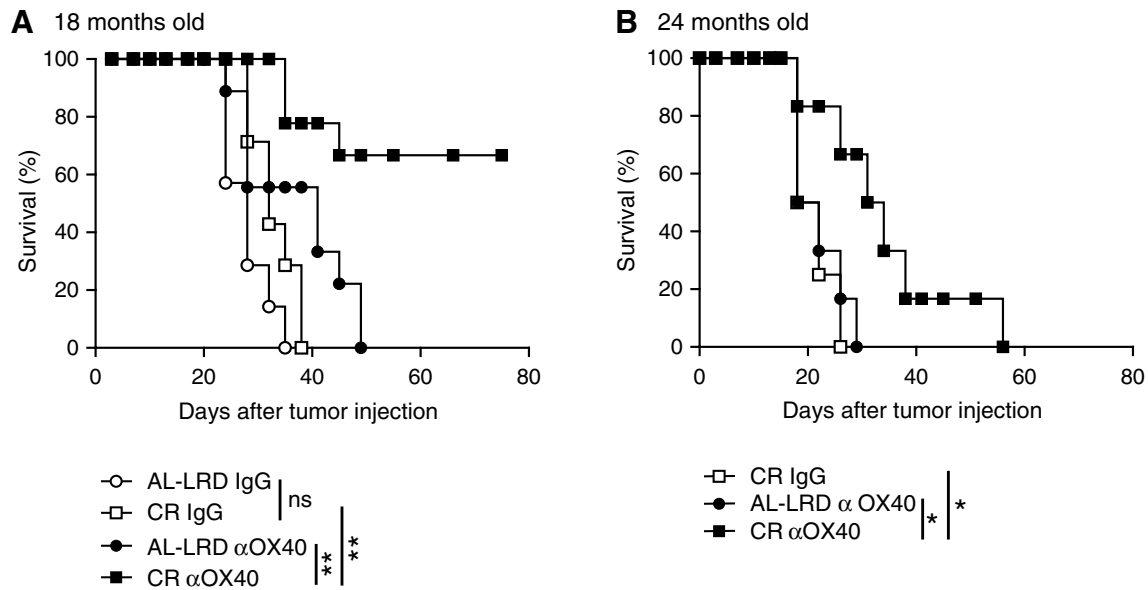 A 18 months old
100
80
60
40
20
0
Survival (%)
0 20 40 60 80
Days after tumor injection
AL-LRD IgG
CR IgG
AL-LRD αOX40
CR αOX40
ns
**
**
B 24 months old
100
80
60
40
20
0
Survival (%)
0 20 40 60 80
Days after tumor injection
CR IgG
AL-LRD α OX40
CR αOX40
*
*